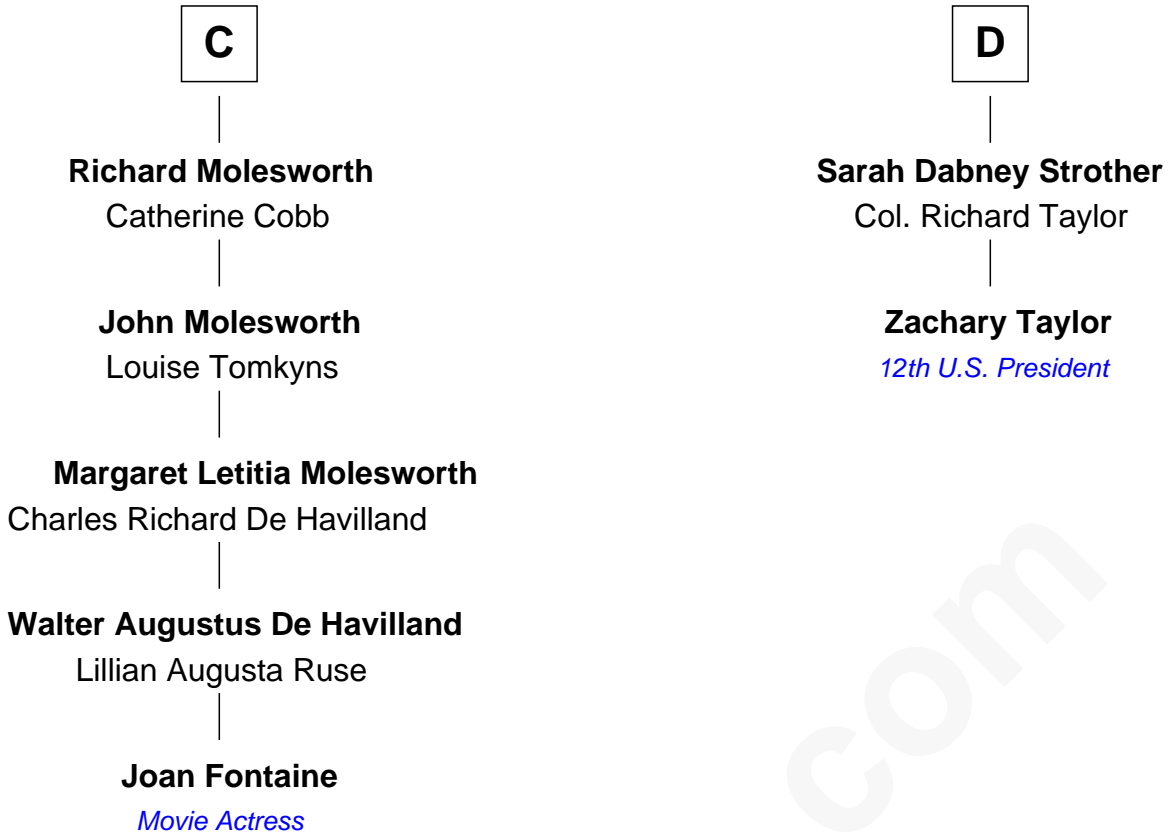 C
Richard Molesworth
Catherine Cobb
John Molesworth
Louise Tomkyns
Margaret Letitia Molesworth
Charles Richard De Havilland
Walter Augustus De Havilland
Lillian Augusta Ruse
Joan Fontaine
Movie Actress
D
Sarah Dabney Strother
Col. Richard Taylor
Zachary Taylor
12th U.S. President
com